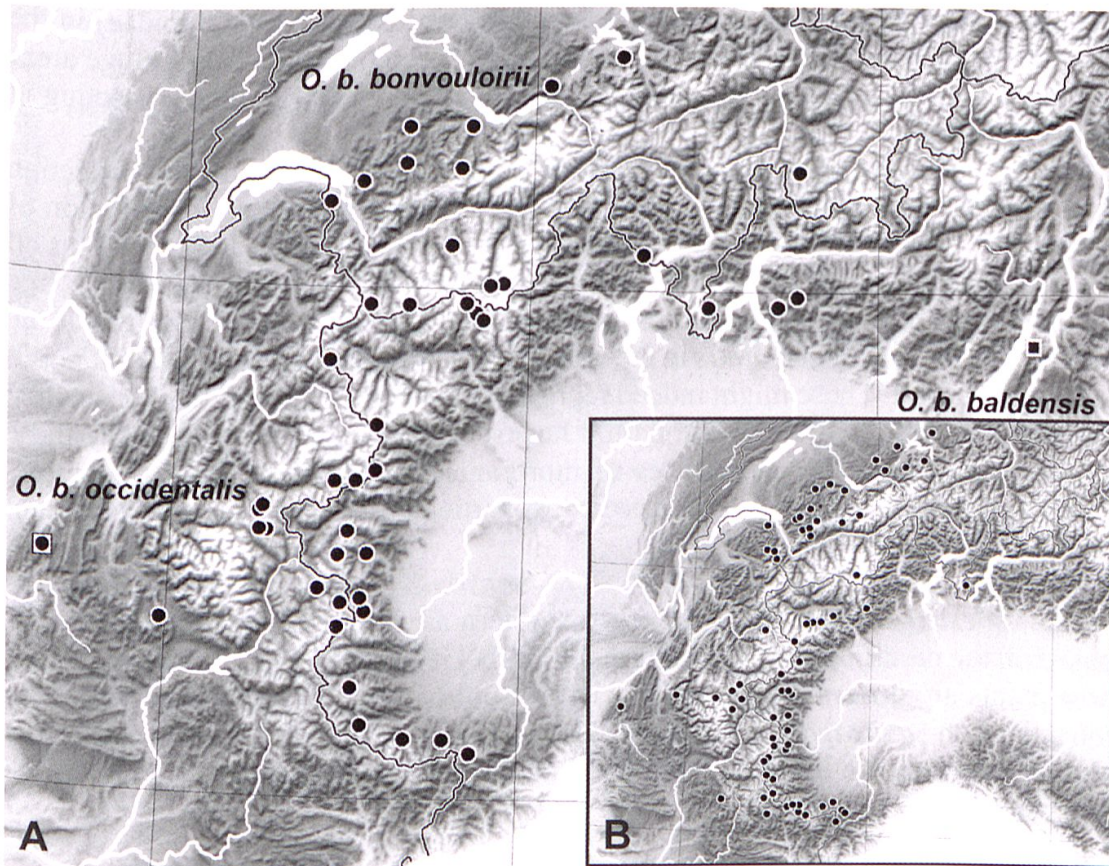 O. b. bonvouloirii
O. b. baldensis
O. b. occidentalis
A
B